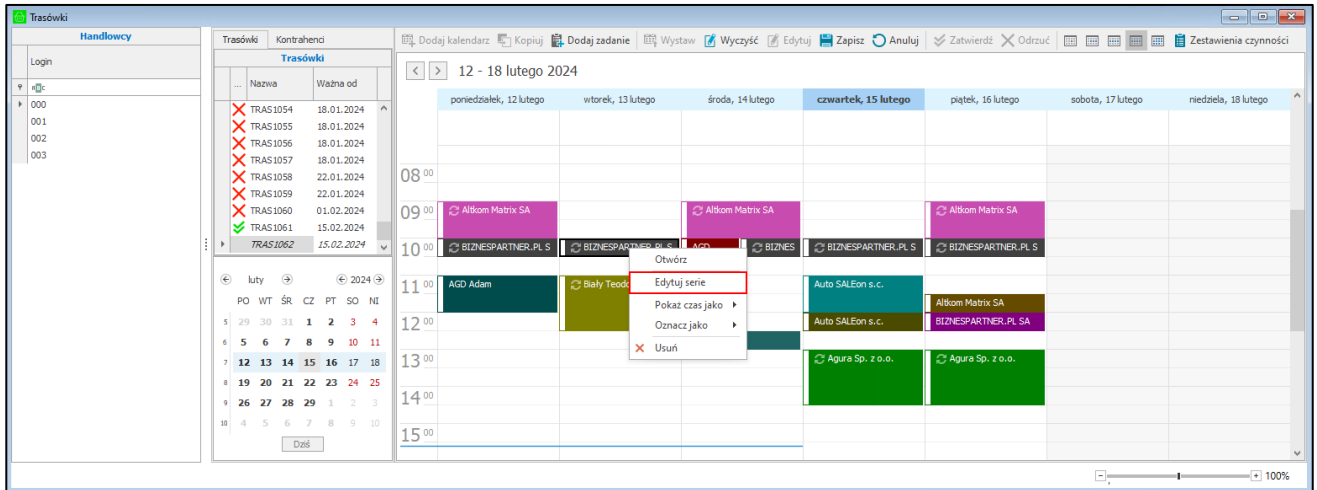 Trasówki
Handlowcy
Login
000
001
002
003
Trasówki Kontrahenci
Trasówki
... Nazwa Ważna od
TRAS1054 18.01.2024
TRAS1055 18.01.2024
TRAS1056 18.01.2024
TRAS1057 18.01.2024
TRAS1058 22.01.2024
TRAS1059 22.01.2024
TRAS1060 01.02.2024
TRAS1061 15.02.2024
TRAS1062 15.02.2024
luty 2024
PO WT ŚR CZ PT SO NI
5 29 30 31 1 2 3 4
6 5 6 7 8 9 10 11
7 12 13 14 15 16 17 18
8 19 20 21 22 23 24 25
9 26 27 28 29 1 2 3
10 4 5 6 7 8 9 10
Dziś
Dodaj kalendarz Kopiuj Dodaj zadanie Wystaw Wyczyść Edytuj Zapisz Anuluj Zatwierdź Odrzuć Zestawienia czynności
12 - 18 lutego 2024
poniedziałek, 12 lutego wtorek, 13 lutego środa, 14 lutego czwartek, 15 lutego piątek, 16 lutego sobota, 17 lutego niedziela, 18 lutego
08 00
09 00 Altkom Matrix SA Altkom Matrix SA Altkom Matrix SA
10 00 BIZNESPARTNER.PL S BIZNESPARTNER.PL S AGD BIZNES BIZNESPARTNER.PL S BIZNESPARTNER.PL S
11 00 AGD Adam Biały Teodo Auto SALEon s.c.
Altkom Matrix SA
12 00 Auto SALEon s.c. BIZNESPARTNER.PL SA
13 00 Agura Sp. z o.o. Agura Sp. z o.o.
14 00
15 00
Otwórz
Edytuj serie
Pokaż czas jako
Oznacz jako
Usuń
100%